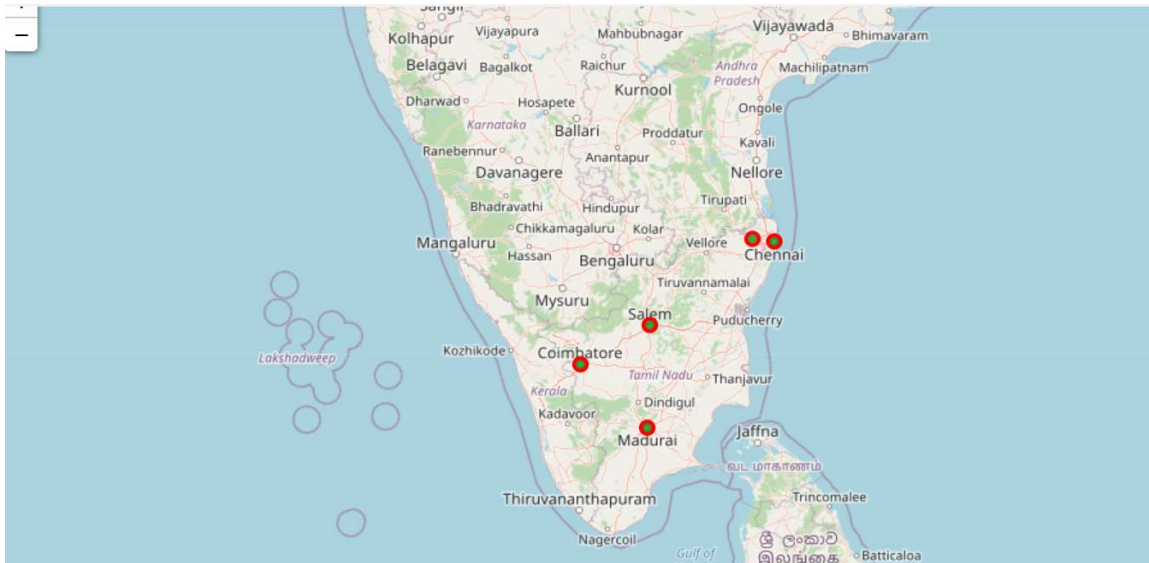 −
Sangli
Kolhapur
Vijayapura
Mahbubnagar
Vijayawada
Bhimavaram
Belagavi
Bagalkot
Raichur
Andhra
Pradesh
Machilipatnam
Kurnool
Dharwad
Hosapete
Ongole
Karnataka
Ballari
Proddatur
Kavali
Ranebennur
Anantapur
Davanagere
Nellore
Bhadravathi
Hindupur
Tirupati
Chikkamagaluru
Kolar
Mangaluru
Vellore
Hassan
Bengaluru
Chennai
Tiruvannamalai
Mysuru
Salem
Puducherry
Kozhikode
Coimbatore
Lakshadweep
Tamil Nadu
Thanjavur
Kerala
Dindigul
Kadavoor
Madurai
Jaffna
வட மாகாணம்
Thiruvananthapuram
Trincomalee
Nagercoil
ශ්‍රී ලංකාව
இலங்கை
Gulf of
Batticaloa